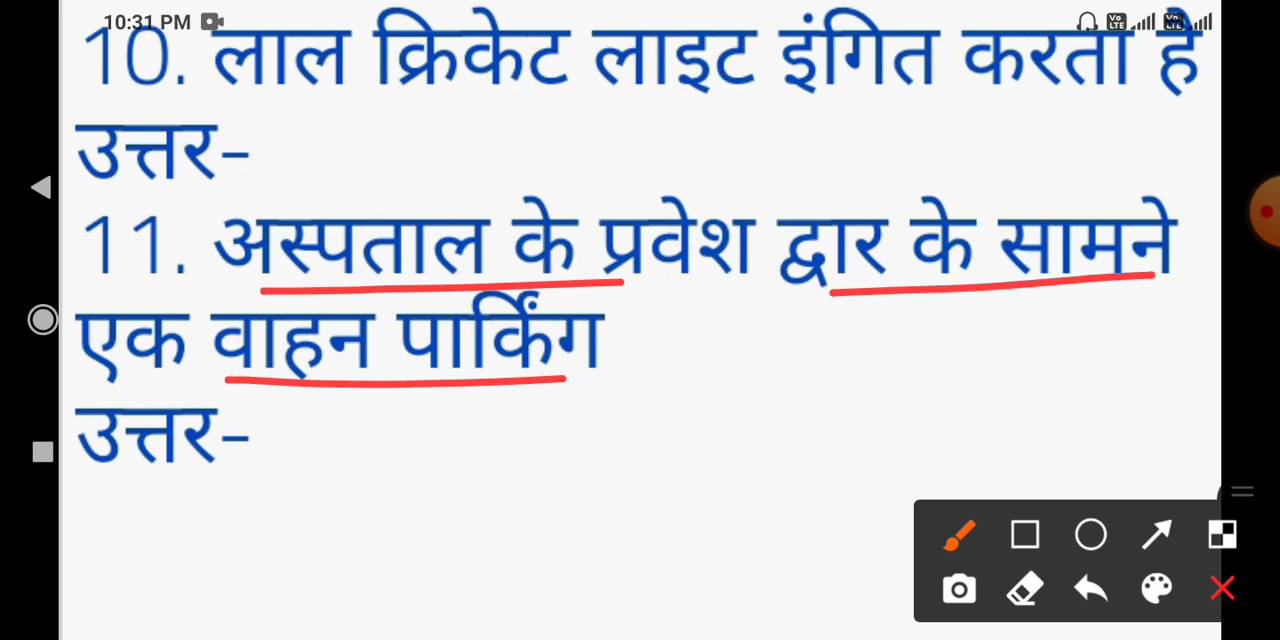 10:31 PM
10. लाल क्रिकेट लाइट इंगित करता है
उत्तर-
11. अस्पताल के प्रवेश द्वार के सामने
एक वाहन पार्किंग
उत्तर-